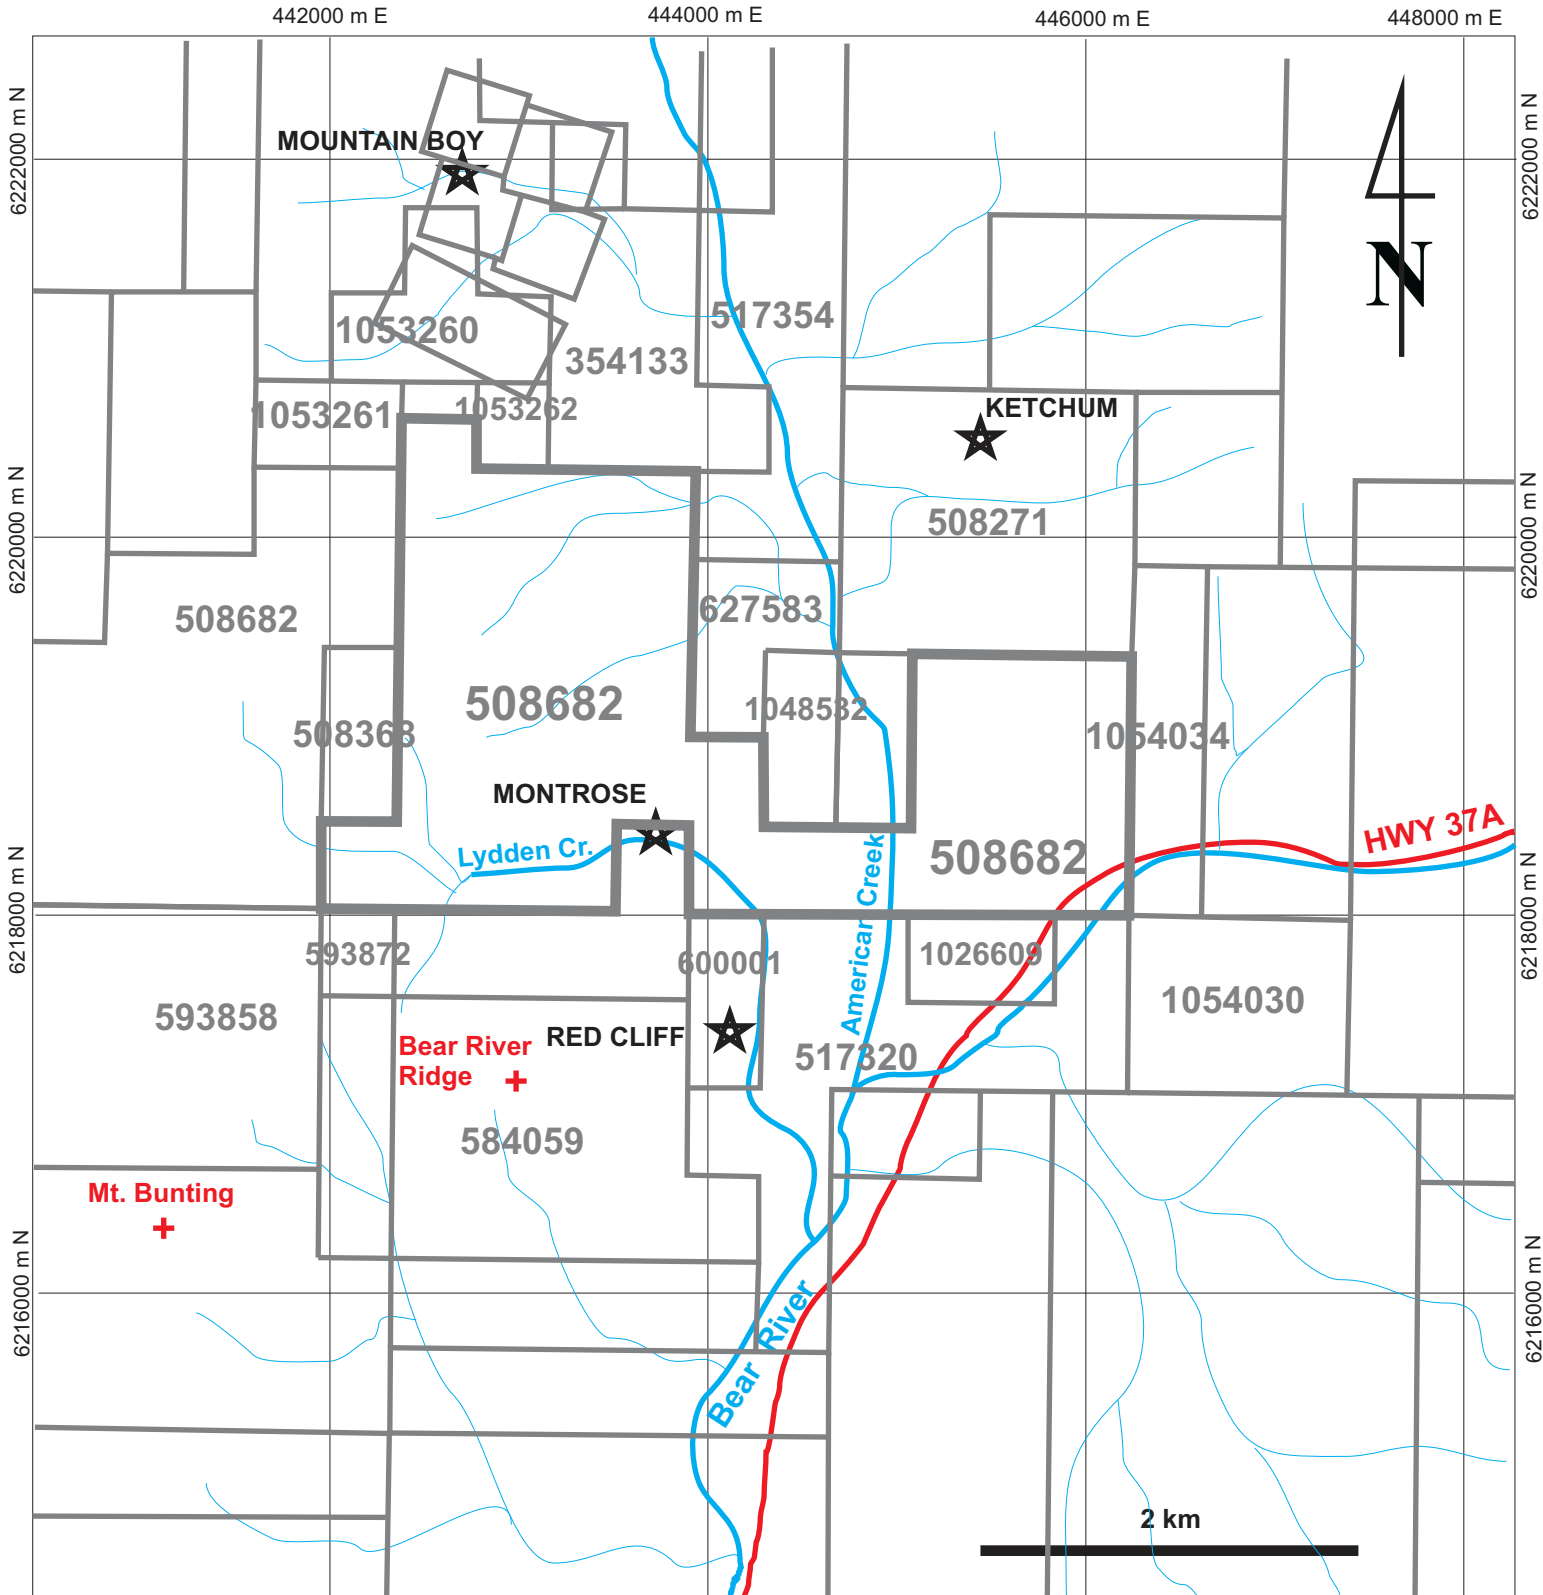 442000 m E
444000 m E
446000 m E
448000 m E
6222000 m N
6222000 m N
MOUNTAIN BOY
N
517354
1053260
354133
1053261
1053262
KETCHUM
6220000 m N
6220000 m N
508271
508682
627583
508682
1048532
508368
1054034
MONTROSE
HWY 37A
Lydden Cr.
American Creek
508682
6218000 m N
6218000 m N
593872
600001
1026609
593858
1054030
RED CLIFF
Bear River
Ridge
517320
584059
Mt. Bunting
6216000 m N
6216000 m N
Bear River
2 km